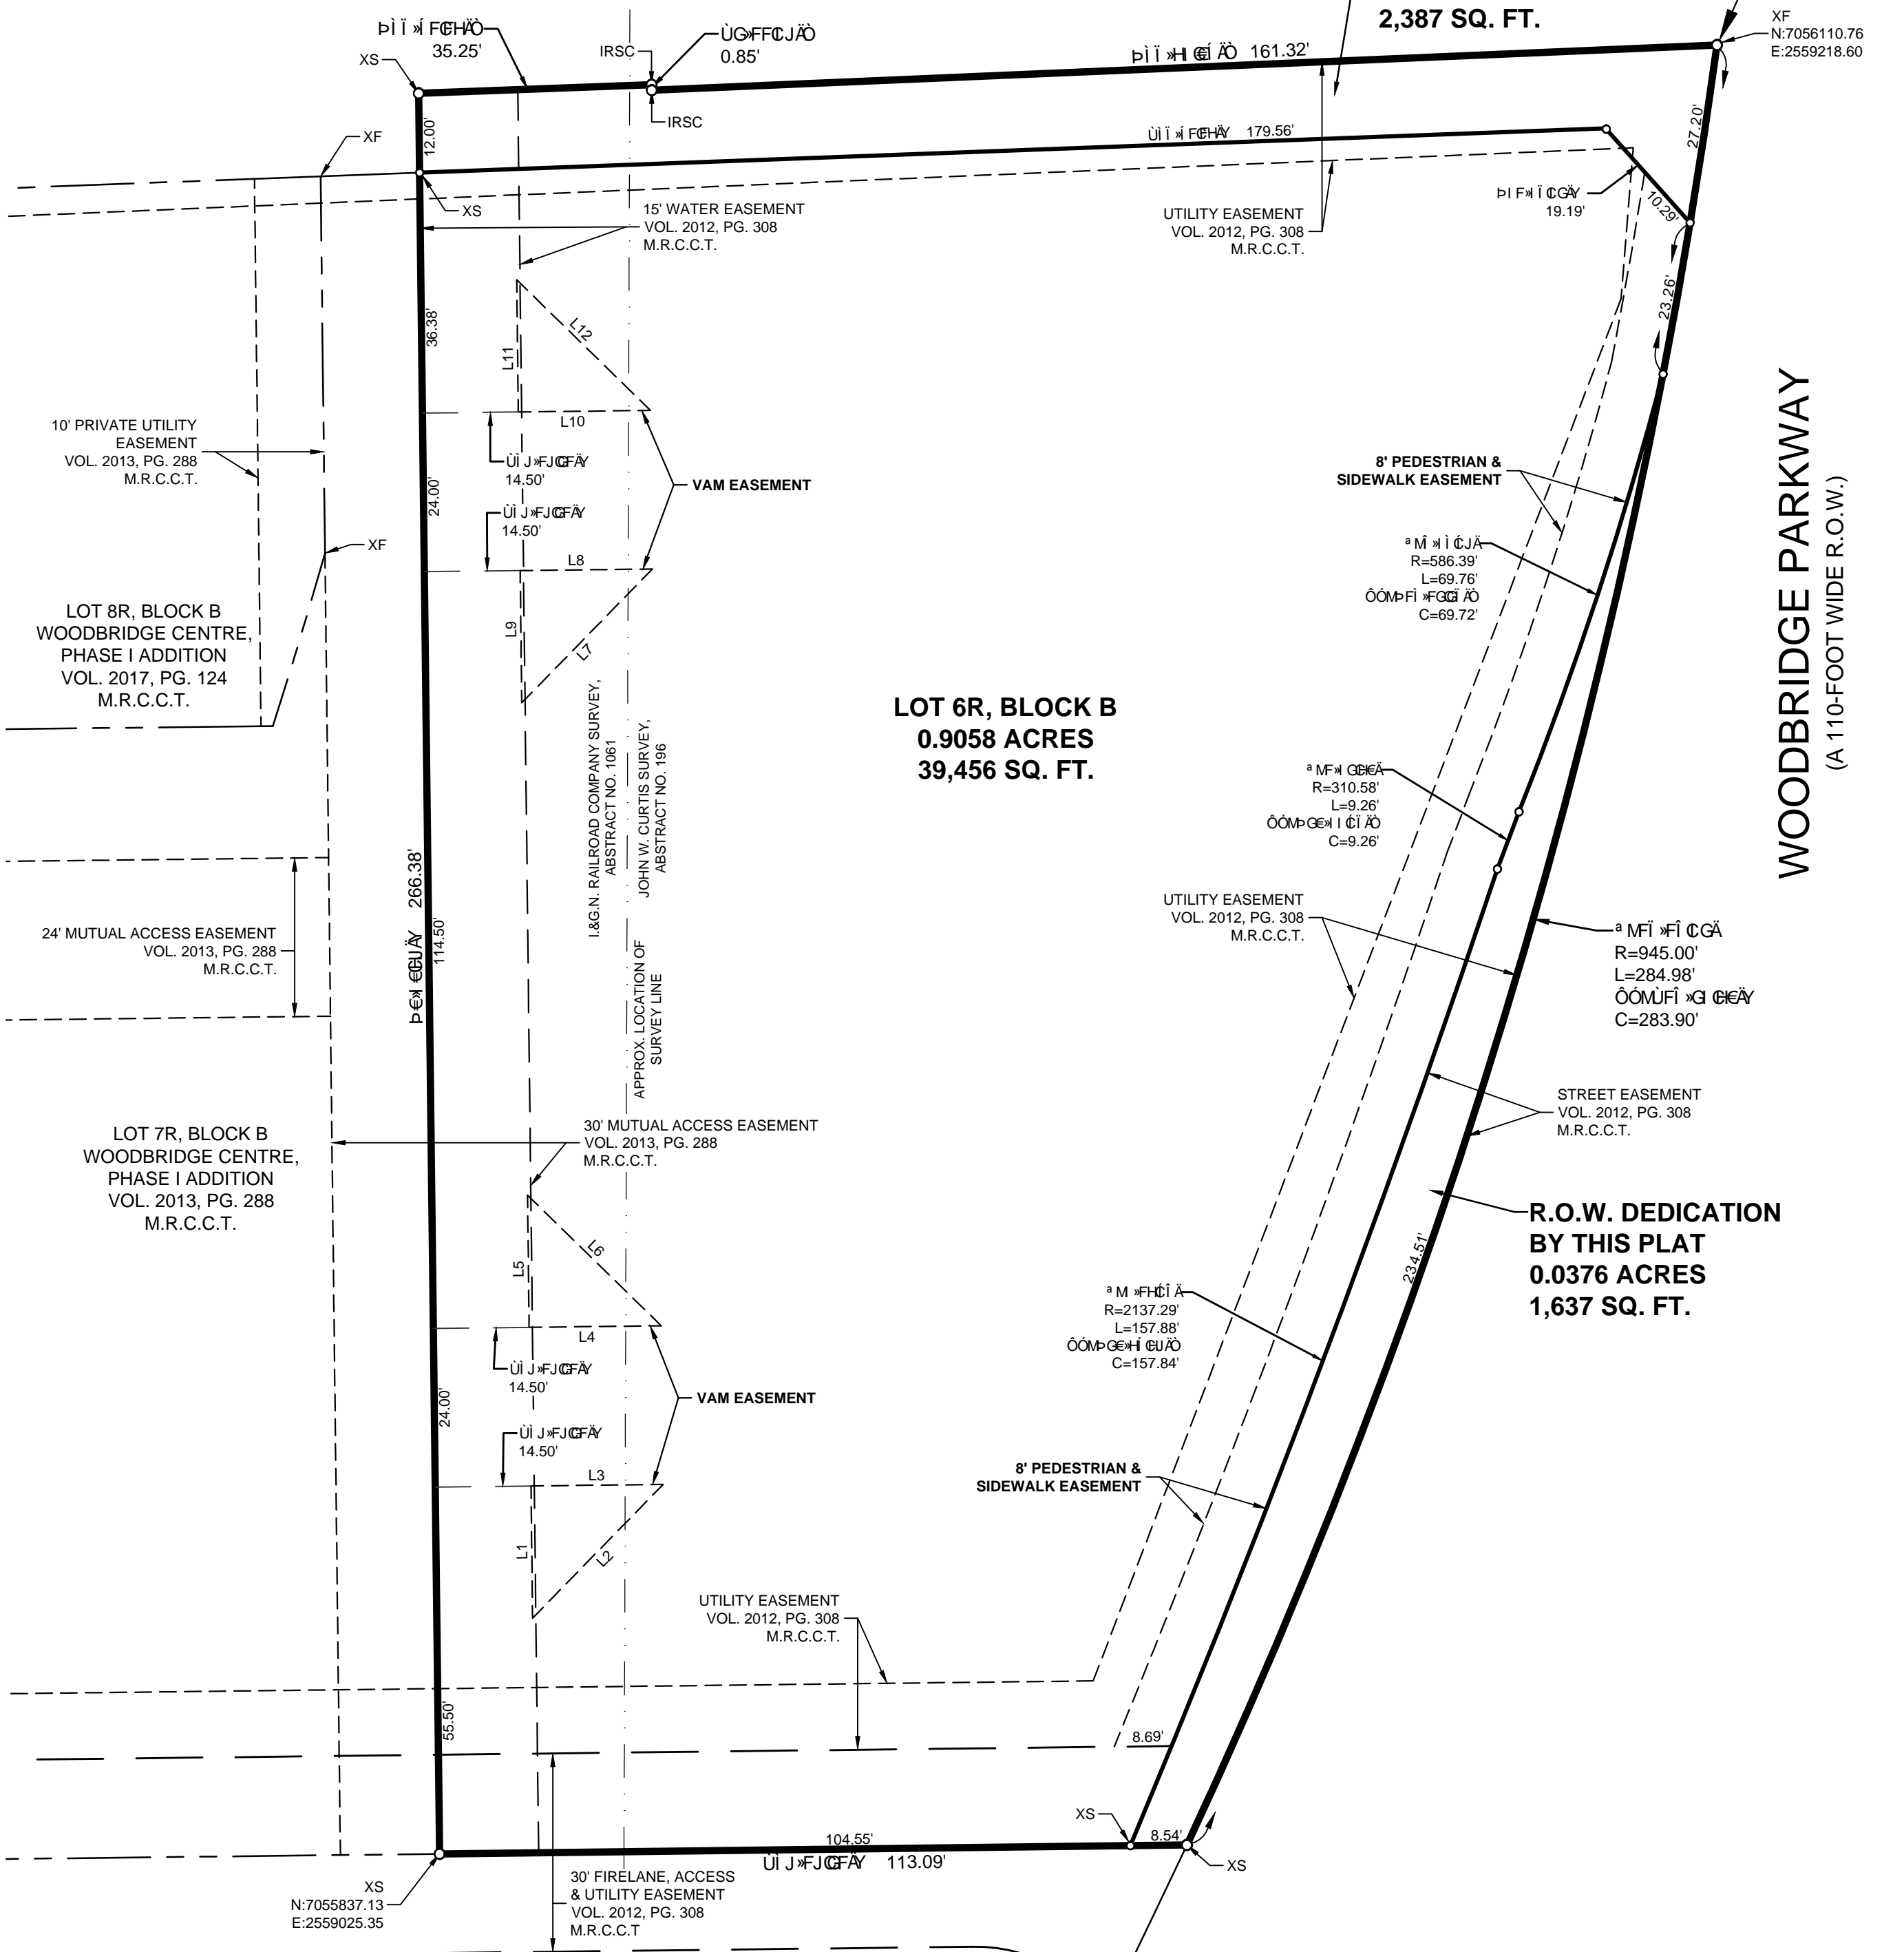 2,387 SQ. FT.
XF
N:7056110.76
E:2559218.60
35.25'
0.85'
IRSC
XS
161.32'
IRSC
12.00'
XF
179.56'
27.20'
19.19'
10.29'
XS
15' WATER EASEMENT
VOL. 2012, PG. 308
M.R.C.C.T.
UTILITY EASEMENT
VOL. 2012, PG. 308
M.R.C.C.T.
23.26'
36.38'
L12
L11
L10
10' PRIVATE UTILITY
EASEMENT
VOL. 2013, PG. 288
M.R.C.C.T.
14.50'
VAM EASEMENT
24.00'
14.50'
8' PEDESTRIAN &
SIDEWALK EASEMENT
WOODBRIDGE PARKWAY
(A 110-FOOT WIDE R.O.W.)
XF
L8
R=586.39'
L=69.76'
C=69.72'
LOT 8R, BLOCK B
WOODBRIDGE CENTRE,
PHASE I ADDITION
VOL. 2017, PG. 124
M.R.C.C.T.
L9
L7
I.&G.N. RAILROAD COMPANY SURVEY,
ABSTRACT NO. 1061
JOHN W. CURTIS SURVEY,
ABSTRACT NO. 196
LOT 6R, BLOCK B
0.9058 ACRES
39,456 SQ. FT.
R=310.58'
L=9.26'
C=9.26'
266.38'
114.50'
24' MUTUAL ACCESS EASEMENT
VOL. 2013, PG. 288
M.R.C.C.T.
UTILITY EASEMENT
VOL. 2012, PG. 308
M.R.C.C.T.
R=945.00'
L=284.98'
C=283.90'
APPROX. LOCATION OF
SURVEY LINE
STREET EASEMENT
VOL. 2012, PG. 308
M.R.C.C.T.
LOT 7R, BLOCK B
WOODBRIDGE CENTRE,
PHASE I ADDITION
VOL. 2013, PG. 288
M.R.C.C.T.
30' MUTUAL ACCESS EASEMENT
VOL. 2013, PG. 288
M.R.C.C.T.
R.O.W. DEDICATION
BY THIS PLAT
0.0376 ACRES
1,637 SQ. FT.
234.51'
L6
L5
L4
R=2137.29'
L=157.88'
C=157.84'
14.50'
VAM EASEMENT
24.00'
14.50'
L3
8' PEDESTRIAN &
SIDEWALK EASEMENT
L1
L2
UTILITY EASEMENT
VOL. 2012, PG. 308
M.R.C.C.T.
55.50'
8.69'
XS
104.55'
8.54'
113.09'
XS
XS
N:7055837.13
E:2559025.35
30' FIRELANE, ACCESS
& UTILITY EASEMENT
VOL. 2012, PG. 308
M.R.C.C.T